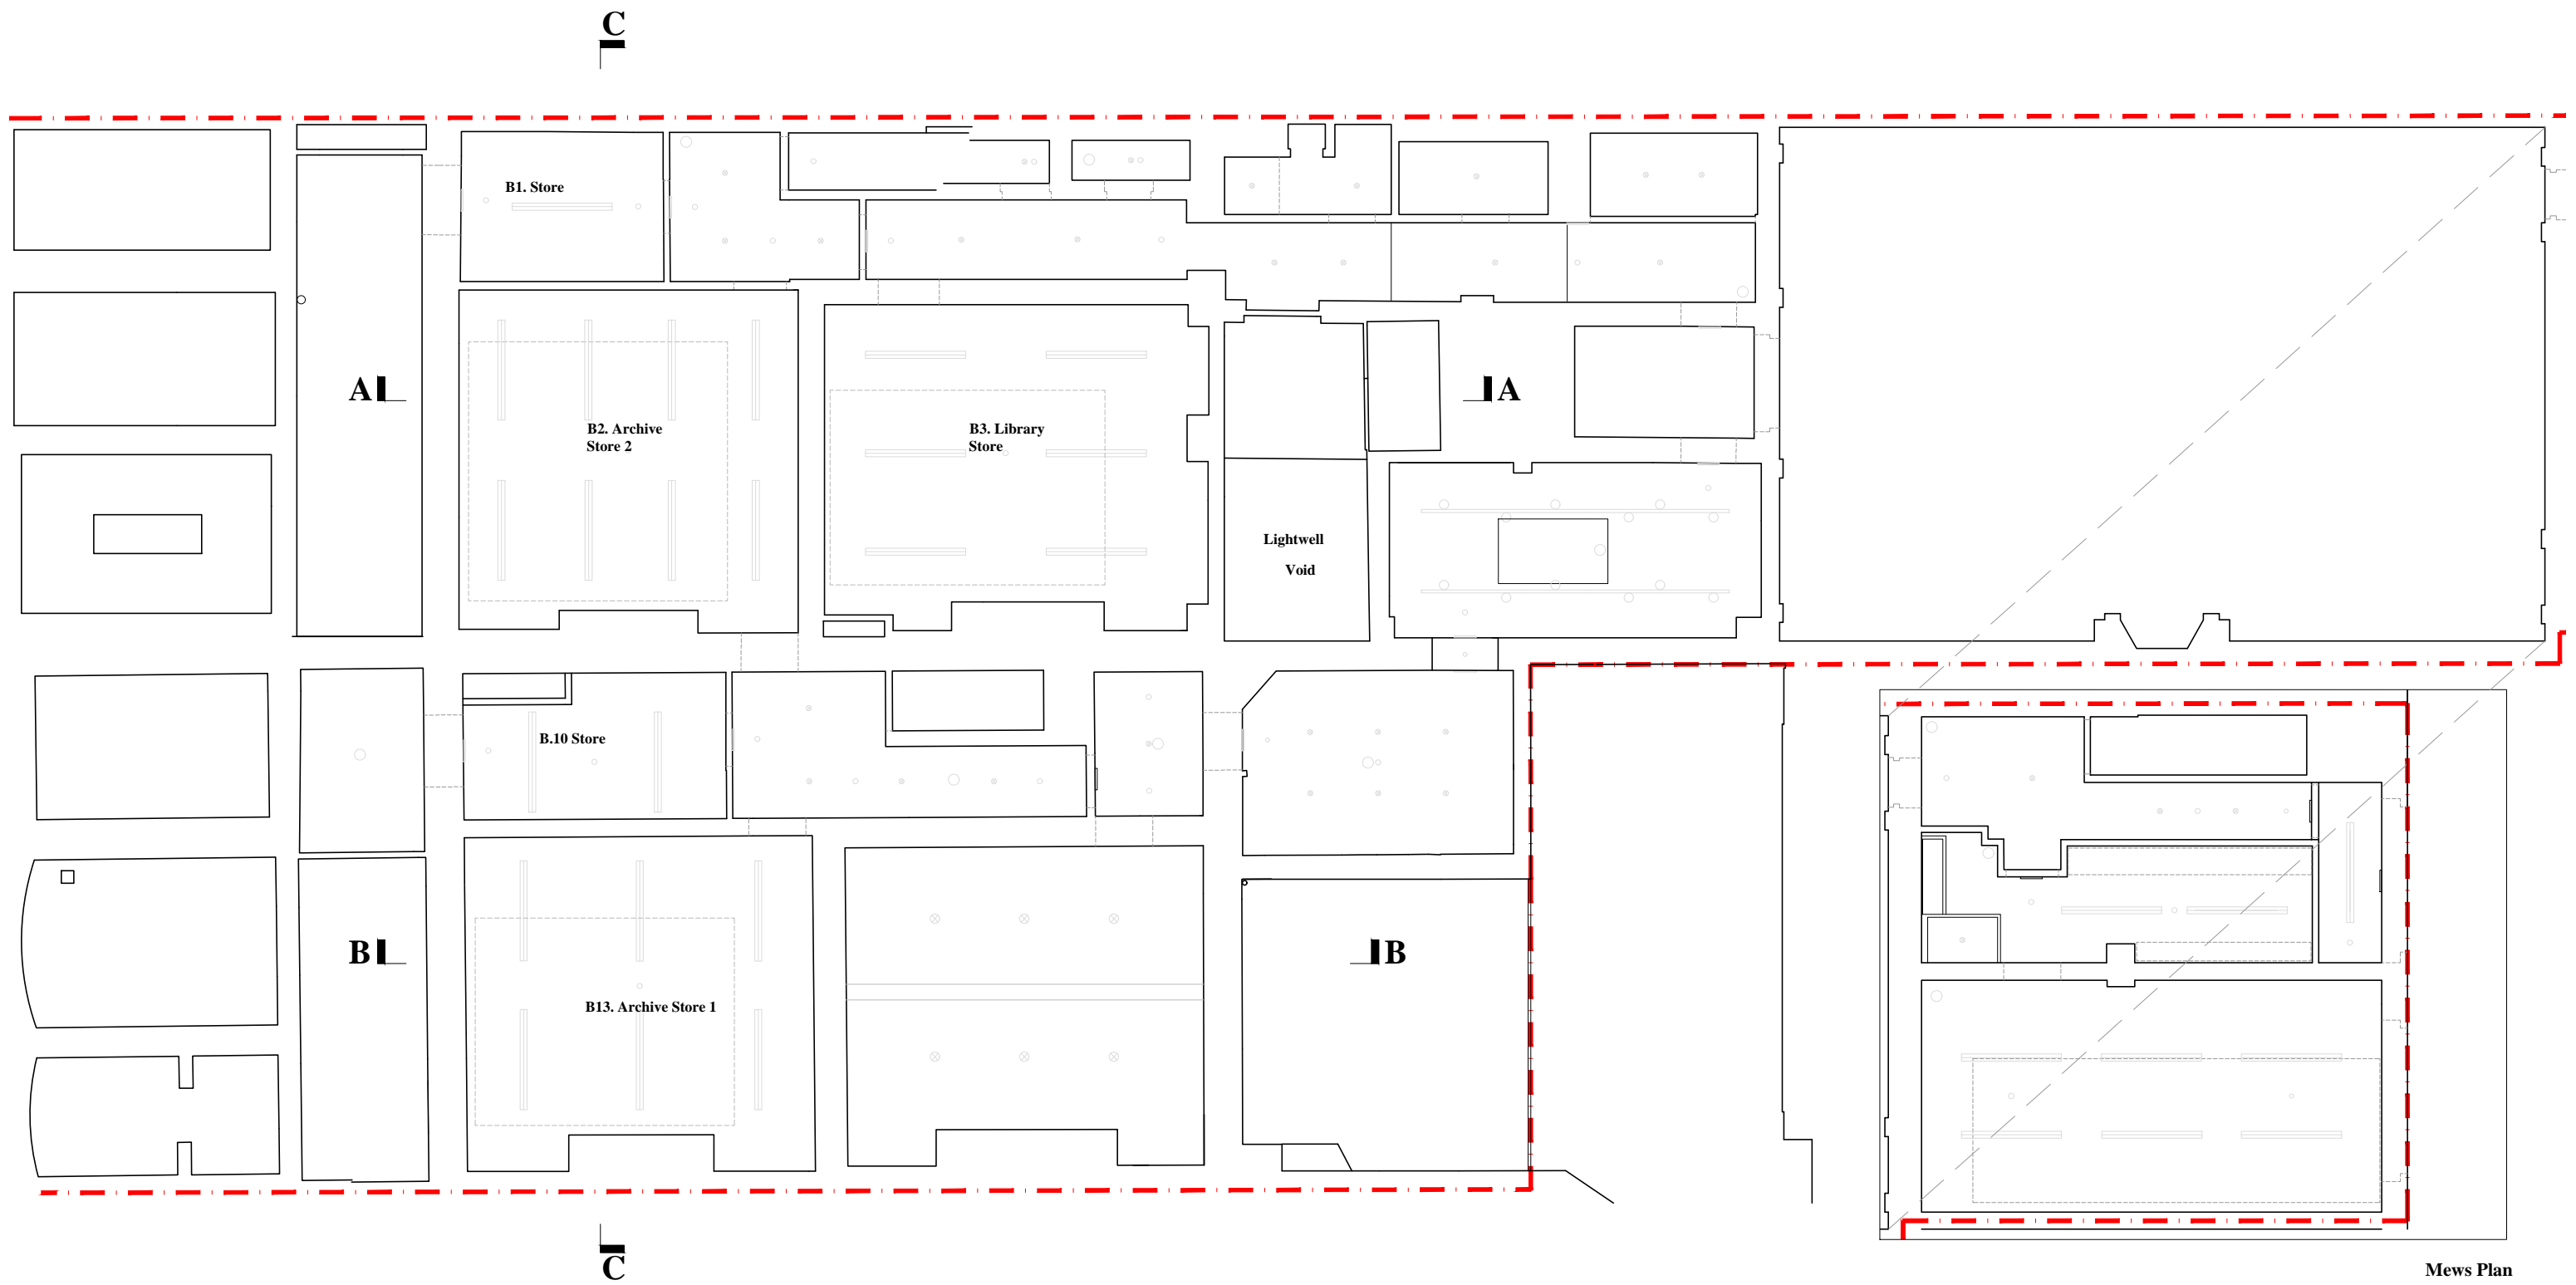 C
B1. Store
A
A
B2. Archive
Store 2
B3. Library
Store
Lightwell
Void
B.10 Store
B
B
B13. Archive Store 1
C
Mews Plan